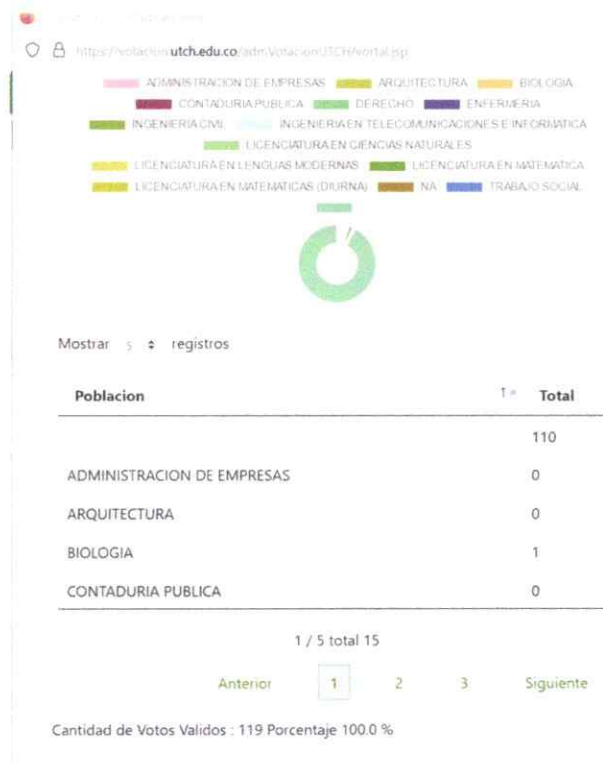 https://votacion.utch.edu.co/admVotacionUTCH/vortal.jsp
ADMINISTRACION DE EMPRESAS ARQUITECTURA BIOLOGIA
CONTADURIA PUBLICA DERECHO ENFERMERIA
INGENIERIA CIVIL INGENIERIA EN TELECOMUNICACIONES E INFORMATICA
LICENCIATURA EN CIENCIAS NATURALES
LICENCIATURA EN LENGUAS MODERNAS LICENCIATURA EN MATEMATICA
LICENCIATURA EN MATEMATICAS (DIURNA) NA TRABAJO SOCIAL
Mostrar 5 registros
Poblacion Total
110
ADMINISTRACION DE EMPRESAS 0
ARQUITECTURA 0
BIOLOGIA 1
CONTADURIA PUBLICA 0
1 / 5 total 15
Anterior 1 2 3 Siguiente
Cantidad de Votos Validos : 119 Porcentaje 100.0 %